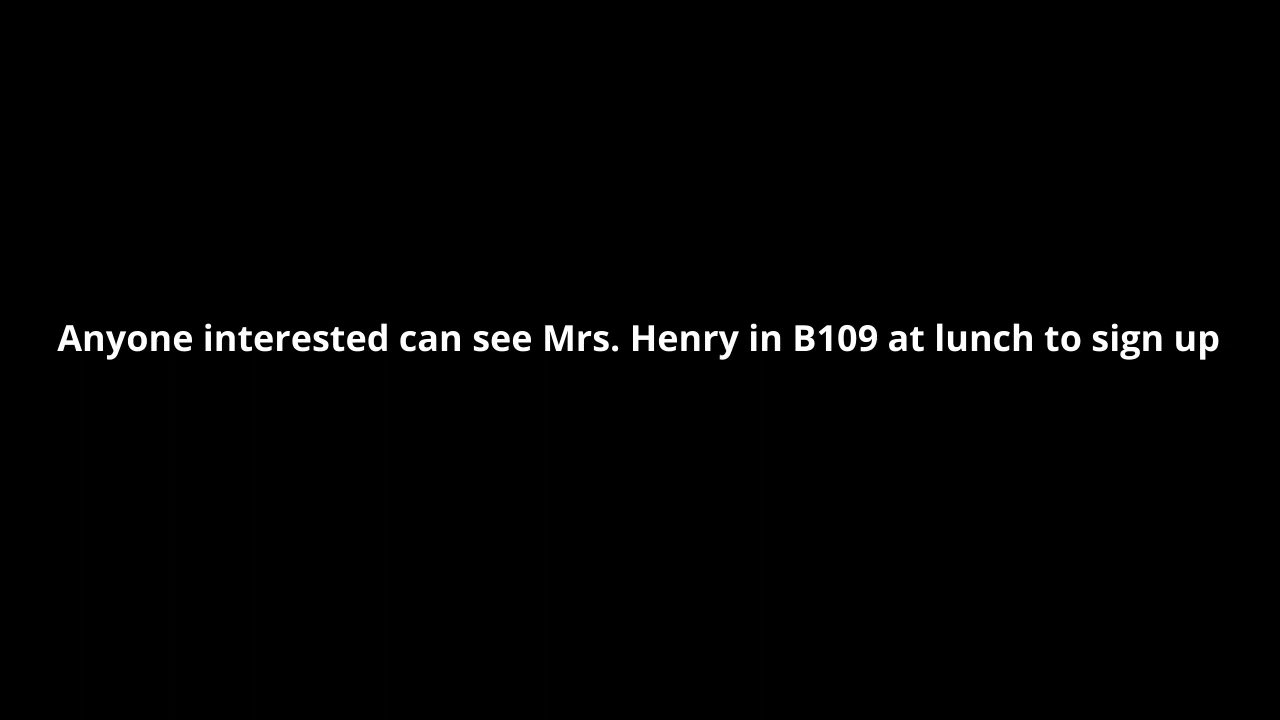 Anyone interested can see Mrs. Henry in B109 at lunch to sign up